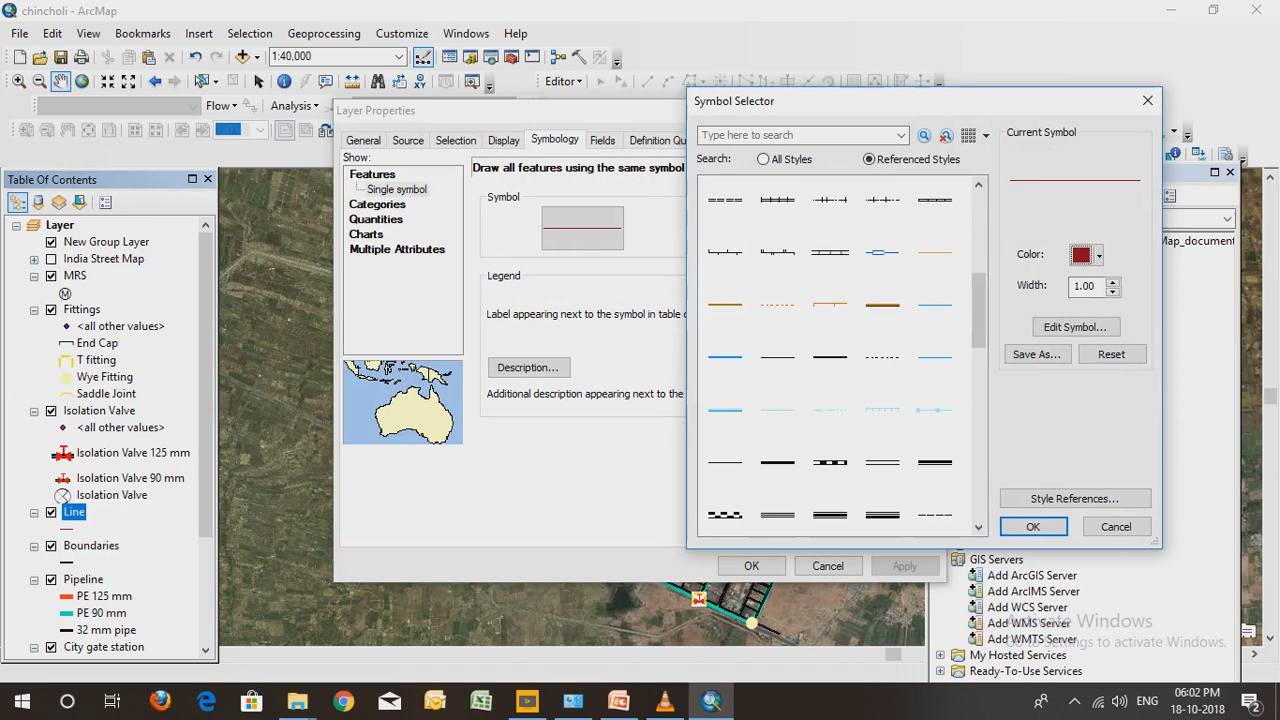 chincholi - ArcMap
File Edit View Bookmarks Insert Selection Geoprocessing Customize Windows Help
1:40,000
Editor
Flow Analysis
Table Of Contents
Layer
New Group Layer
India Street Map
MRS
Fittings
<all other values>
End Cap
T fitting
Wye Fitting
Saddle Joint
Isolation Valve
<all other values>
Isolation Valve 125 mm
Isolation Valve 90 mm
Isolation Valve
Line
Boundaries
Pipeline
PE 125 mm
PE 90 mm
32 mm pipe
City gate station
Layer Properties
General Source Selection Display Symbology Fields Definition Qu
Show:
Features
Single symbol
Categories
Quantities
Charts
Multiple Attributes
Draw all features using the same symbol
Symbol
Legend
Label appearing next to the symbol in table o
Description...
Additional description appearing next to the
OK Cancel Apply
Symbol Selector
Type here to search
Search: All Styles Referenced Styles
Current Symbol
Color:
Width: 1.00
Edit Symbol...
Save As... Reset
Style References...
OK Cancel
Map_document
GIS Servers
Add ArcGIS Server
Add ArcIMS Server
Add WCS Server
Add WMS Server
Add WMTS Server
My Hosted Services
Ready-To-Use Services
Activate Windows
Go to Settings to activate Windows.
ENG
06:02 PM
18-10-2018
2